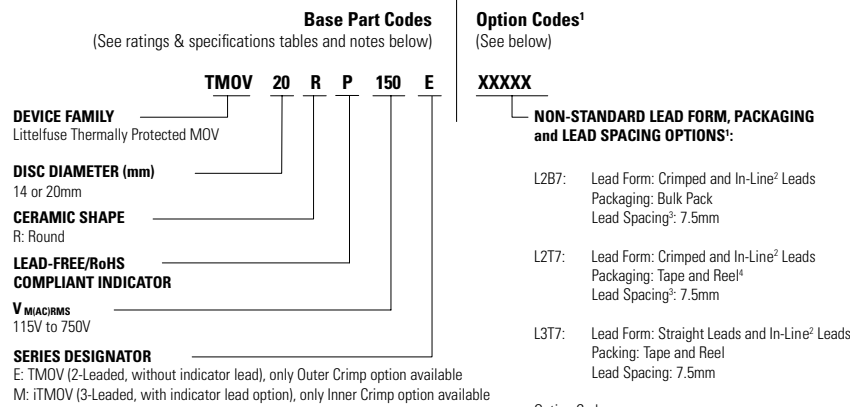 Base Part Codes
(See ratings & specifications tables and notes below)
Option Codes¹
(See below)
TMOV 20 R P 150 E XXXXX
DEVICE FAMILY
Littelfuse Thermally Protected MOV
DISC DIAMETER (mm)
14 or 20mm
CERAMIC SHAPE
R: Round
LEAD-FREE/RoHS
COMPLIANT INDICATOR
V M(AC)RMS
115V to 750V
SERIES DESIGNATOR
E: TMOV (2-Leaded, without indicator lead), only Outer Crimp option available
M: iTMOV (3-Leaded, with indicator lead option), only Inner Crimp option available
NON-STANDARD LEAD FORM, PACKAGING
and LEAD SPACING OPTIONS¹:
L2B7: Lead Form: Crimped and In-Line² Leads
Packaging: Bulk Pack
Lead Spacing³: 7.5mm
L2T7: Lead Form: Crimped and In-Line² Leads
Packaging: Tape and Reel⁴
Lead Spacing³: 7.5mm
L3T7: Lead Form: Straight Leads and In-Line² Leads
Packing: Tape and Reel
Lead Spacing: 7.5mm